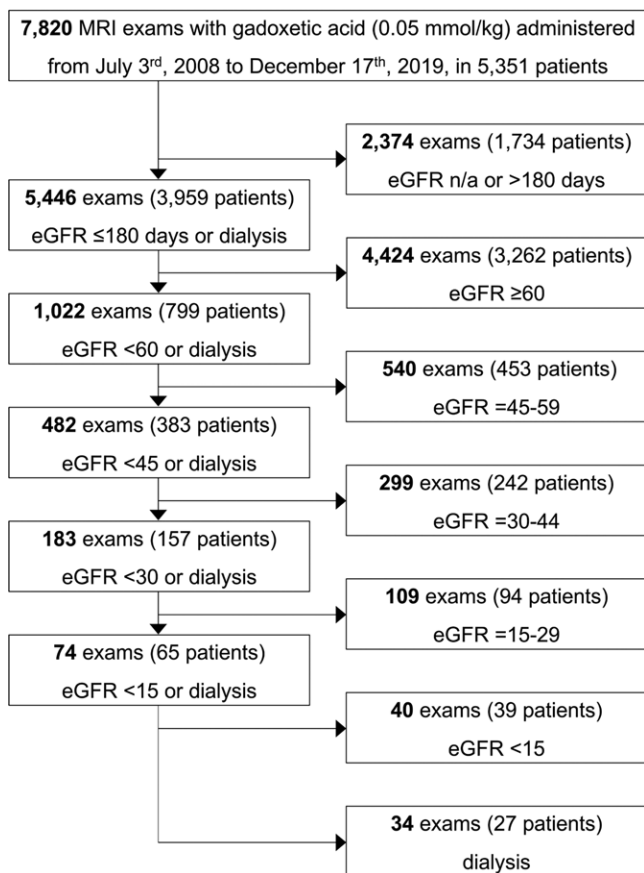 7,820 MRI exams with gadoxetic acid (0.05 mmol/kg) administered
from July 3rd, 2008 to December 17th, 2019, in 5,351 patients
2,374 exams (1,734 patients)
eGFR n/a or >180 days
5,446 exams (3,959 patients)
eGFR ≤180 days or dialysis
4,424 exams (3,262 patients)
eGFR ≥60
1,022 exams (799 patients)
eGFR <60 or dialysis
540 exams (453 patients)
eGFR =45-59
482 exams (383 patients)
eGFR <45 or dialysis
299 exams (242 patients)
eGFR =30-44
183 exams (157 patients)
eGFR <30 or dialysis
109 exams (94 patients)
eGFR =15-29
74 exams (65 patients)
eGFR <15 or dialysis
40 exams (39 patients)
eGFR <15
34 exams (27 patients)
dialysis